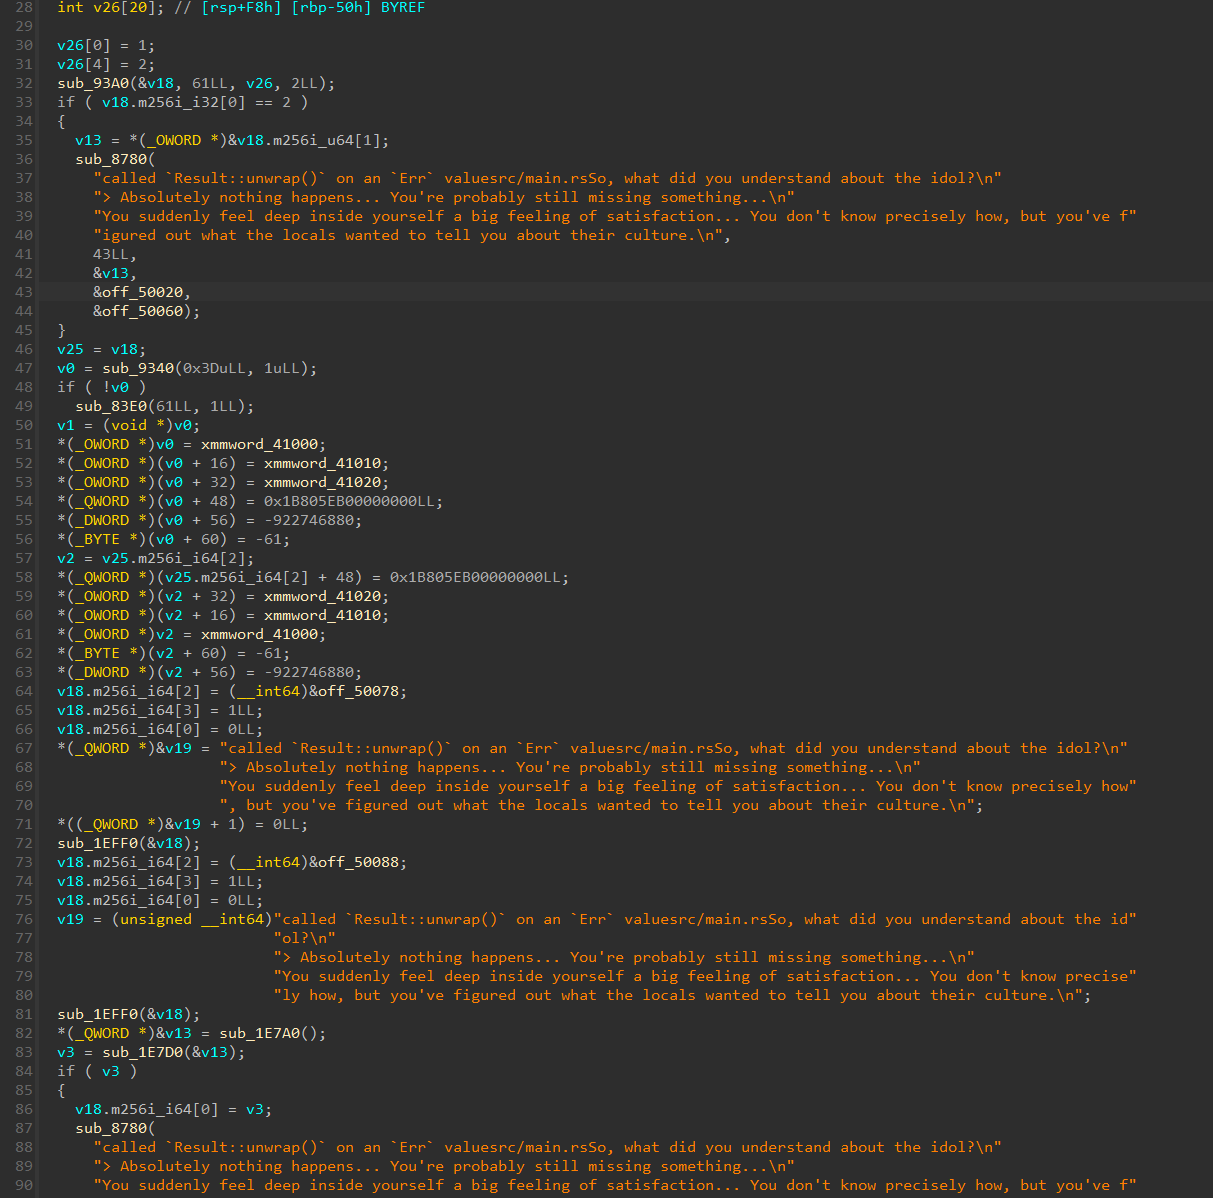 28 int v26[20]; // [rsp+F8h] [rbp-50h] BYREF
29
30 v26[0] = 1;
31 v26[4] = 2;
32 sub_93A0(&v18, 61LL, v26, 2LL);
33 if ( v18.m256i_i32[0] == 2 )
34 {
35 v13 = *(_OWORD *)&v18.m256i_u64[1];
36 sub_8780(
37 "called `Result::unwrap()` on an `Err` valuesrc/main.rsSo, what did you understand about the idol?\n"
38 "> Absolutely nothing happens... You're probably still missing something...\n"
39 "You suddenly feel deep inside yourself a big feeling of satisfaction... You don't know precisely how, but you've f"
40 "igured out what the locals wanted to tell you about their culture.\n",
41 43LL,
42 &v13,
43 &off_50020,
44 &off_50060);
45 }
46 v25 = v18;
47 v0 = sub_9340(0x3DuLL, 1uLL);
48 if ( !v0 )
49 sub_83E0(61LL, 1LL);
50 v1 = (void *)v0;
51 *(_OWORD *)v0 = xmmword_41000;
52 *(_OWORD *)(v0 + 16) = xmmword_41010;
53 *(_OWORD *)(v0 + 32) = xmmword_41020;
54 *(_QWORD *)(v0 + 48) = 0x1B805EB00000000LL;
55 *(_DWORD *)(v0 + 56) = -922746880;
56 *(_BYTE *)(v0 + 60) = -61;
57 v2 = v25.m256i_i64[2];
58 *(_QWORD *)(v25.m256i_i64[2] + 48) = 0x1B805EB00000000LL;
59 *(_OWORD *)(v2 + 32) = xmmword_41020;
60 *(_OWORD *)(v2 + 16) = xmmword_41010;
61 *(_OWORD *)v2 = xmmword_41000;
62 *(_BYTE *)(v2 + 60) = -61;
63 *(_DWORD *)(v2 + 56) = -922746880;
64 v18.m256i_i64[2] = (__int64)&off_50078;
65 v18.m256i_i64[3] = 1LL;
66 v18.m256i_i64[0] = 0LL;
67 *(_QWORD *)&v19 = "called `Result::unwrap()` on an `Err` valuesrc/main.rsSo, what did you understand about the idol?\n"
68 "> Absolutely nothing happens... You're probably still missing something...\n"
69 "You suddenly feel deep inside yourself a big feeling of satisfaction... You don't know precisely how"
70 ", but you've figured out what the locals wanted to tell you about their culture.\n";
71 *((_QWORD *)&v19 + 1) = 0LL;
72 sub_1EFF0(&v18);
73 v18.m256i_i64[2] = (__int64)&off_50088;
74 v18.m256i_i64[3] = 1LL;
75 v18.m256i_i64[0] = 0LL;
76 v19 = (unsigned __int64)"called `Result::unwrap()` on an `Err` valuesrc/main.rsSo, what did you understand about the id"
77 "ol?\n"
78 "> Absolutely nothing happens... You're probably still missing something...\n"
79 "You suddenly feel deep inside yourself a big feeling of satisfaction... You don't know precise"
80 "ly how, but you've figured out what the locals wanted to tell you about their culture.\n";
81 sub_1EFF0(&v18);
82 *(_QWORD *)&v13 = sub_1E7A0();
83 v3 = sub_1E7D0(&v13);
84 if ( v3 )
85 {
86 v18.m256i_i64[0] = v3;
87 sub_8780(
88 "called `Result::unwrap()` on an `Err` valuesrc/main.rsSo, what did you understand about the idol?\n"
89 "> Absolutely nothing happens... You're probably still missing something...\n"
90 "You suddenly feel deep inside yourself a big feeling of satisfaction... You don't know precisely how, but you've f"